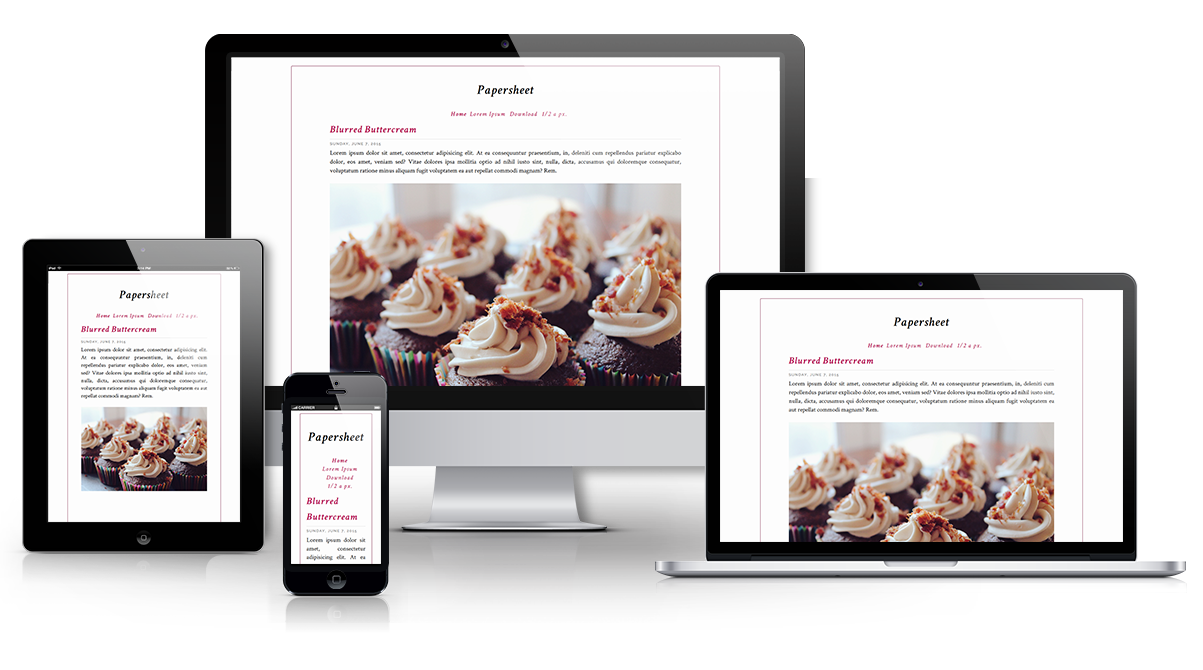 Papersheet
Home Lorem Ipsum Download 1/2 a px.
Blurred Buttercream
SUNDAY, JUNE 7, 2015
Lorem ipsum dolor sit amet, consectetur adipisicing elit. At ea consequuntur praesentium, in, deleniti cum repellendus pariatur explicabo
dolor, eos amet, veniam sed? Vitae dolores ipsa mollitia optio ad nihil iusto sint, nulla, dicta, accusamus qui doloremque consequatur,
voluptatum ratione minus aliquam fugit voluptatem ea aut repellat commodi magnam? Rem.
iPad
Papersheet
Home Lorem Ipsum Download 1/2 a px.
Blurred Buttercream
SUNDAY, JUNE 7, 2015
Lorem ipsum dolor sit amet, consectetur adipisicing elit.
At ea consequuntur praesentium, in, deleniti cum
repellendus pariatur explicabo dolor, eos amet, veniam
sed? Vitae dolores ipsa mollitia optio ad nihil iusto sint,
nulla, dicta, accusamus qui doloremque consequatur,
voluptatum ratione minus aliquam fugit voluptatem ea aut
repellat commodi magnam? Rem.
CARRIER
Papersheet
Home
Lorem Ipsum
Download
1/2 a px.
Blurred
Buttercream
SUNDAY, JUNE 7, 2015
Lorem ipsum dolor sit
amet, consectetur
adipisicing elit. At ea
Papersheet
Home Lorem Ipsum Download 1/2 a px.
Blurred Buttercream
SUNDAY, JUNE 7, 2015
Lorem ipsum dolor sit amet, consectetur adipisicing elit. At ea consequuntur praesentium, in, deleniti cum
repellendus pariatur explicabo dolor, eos amet, veniam sed? Vitae dolores ipsa mollitia optio ad nihil iusto sint,
nulla, dicta, accusamus qui doloremque consequatur, voluptatum ratione minus aliquam fugit voluptatem ea
aut repellat commodi magnam? Rem.